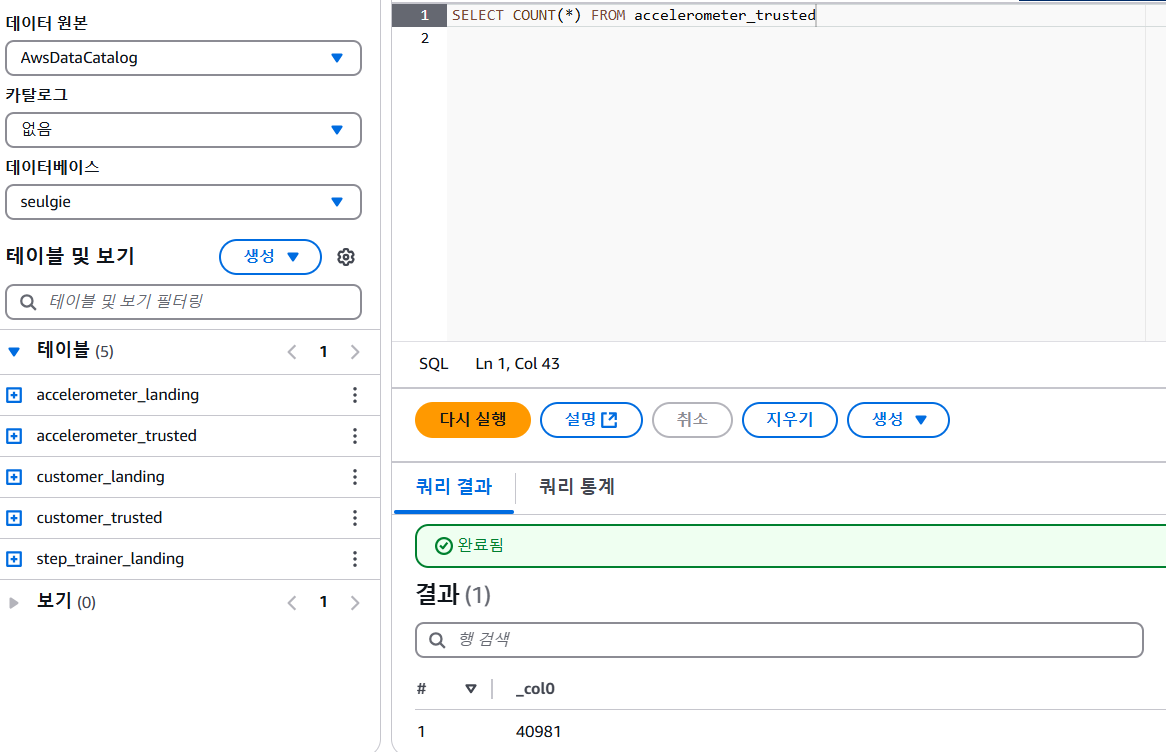 데이터 원본
AwsDataCatalog
카탈로그
없음
데이터베이스
seulgie
테이블 및 보기
생성
테이블 및 보기 필터링
테이블 (5)
1
accelerometer_landing
accelerometer_trusted
customer_landing
customer_trusted
step_trainer_landing
보기 (0)
1
1 SELECT COUNT(*) FROM accelerometer_trusted
2
SQL Ln 1, Col 43
다시 실행 설명 취소 지우기 생성
쿼리 결과 쿼리 통계
완료됨
결과 (1)
행 검색
# _col0
1 40981